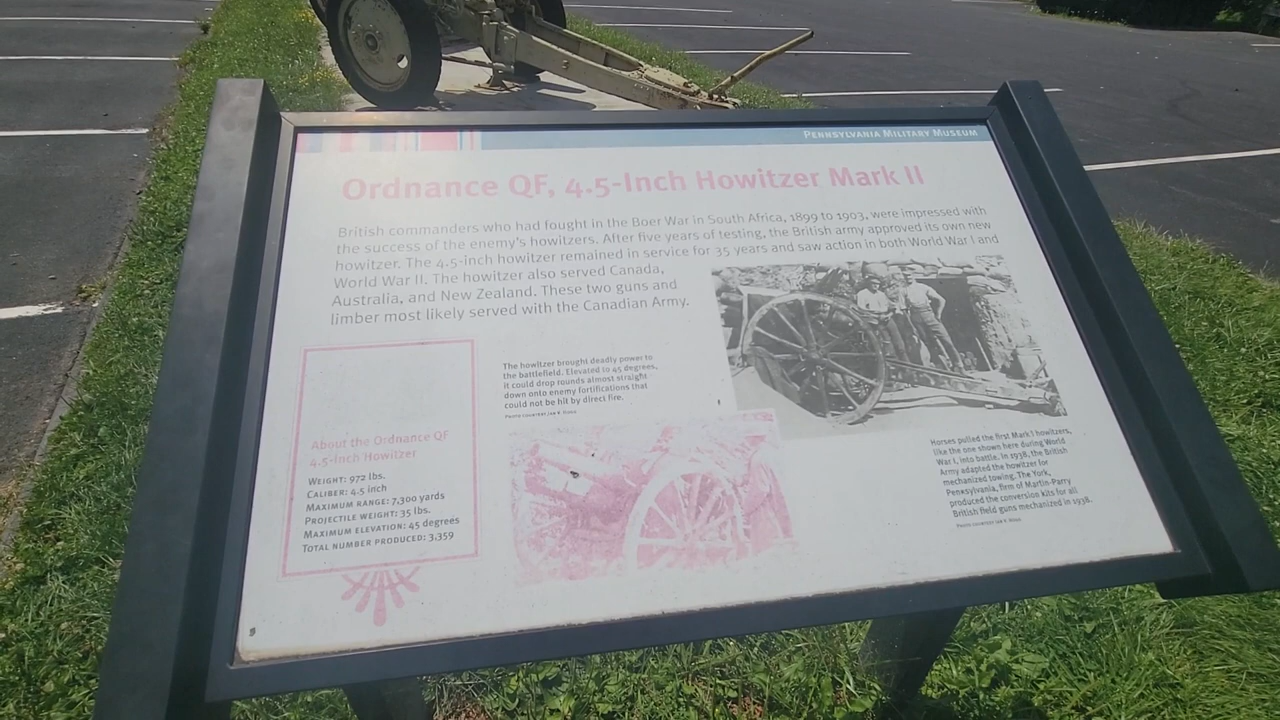 PENNSYLVANIA MILITARY MUSEUM
Ordnance QF, 4.5-Inch Howitzer Mark II
British commanders who had fought in the Boer War in South Africa, 1899 to 1903, were impressed with
the success of the enemy's howitzers. After five years of testing, the British army approved its own new
howitzer. The 4.5-inch howitzer remained in service for 35 years and saw action in both World War I and
World War II. The howitzer also served Canada,
Australia, and New Zealand. These two guns and
limber most likely served with the Canadian Army.
The howitzer brought deadly power to
the battlefield. Elevated to 45 degrees,
it could drop rounds almost straight
down onto enemy fortifications that
could not be hit by direct fire.
PHOTO COURTESY JAN K.
About the Ordnance QF
4.5-Inch Howitzer
WEIGHT: 972 lbs.
CALIBER: 4.5 inch
MAXIMUM RANGE: 7,300 yards
PROJECTILE WEIGHT: 35 lbs.
MAXIMUM ELEVATION: 45 degrees
TOTAL NUMBER PRODUCED: 3,359
Horses pulled the first Mark I howitzers,
like the one shown here during World
War I, into battle. In 1938, the British
Army adapted the howitzer for
mechanized towing. The York,
Pennsylvania, firm of Martin-Parry
produced the conversion kits for all
British field guns mechanized in 1938.
PHOTO COURTESY JAN K.
9